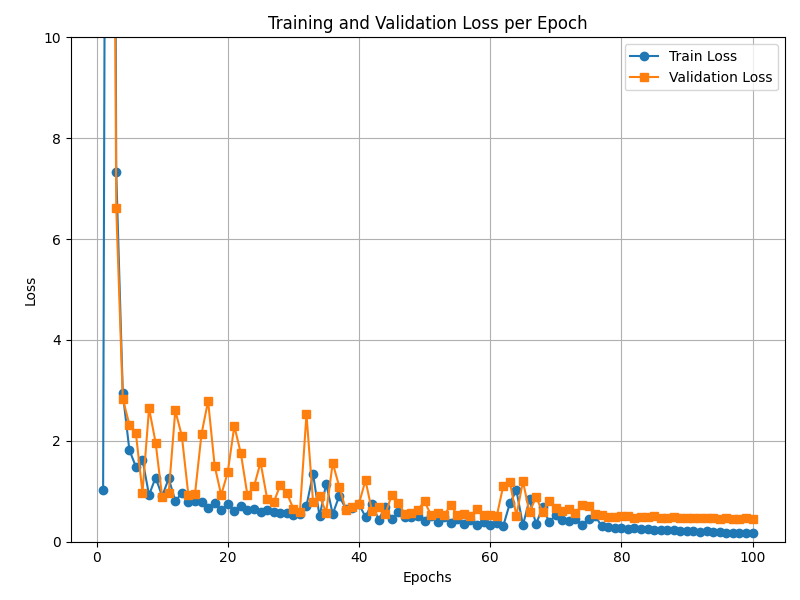 Training and Validation Loss per Epoch
Train Loss
Validation Loss
10
8
6
4
2
0
Loss
0 20 40 60 80 100
Epochs